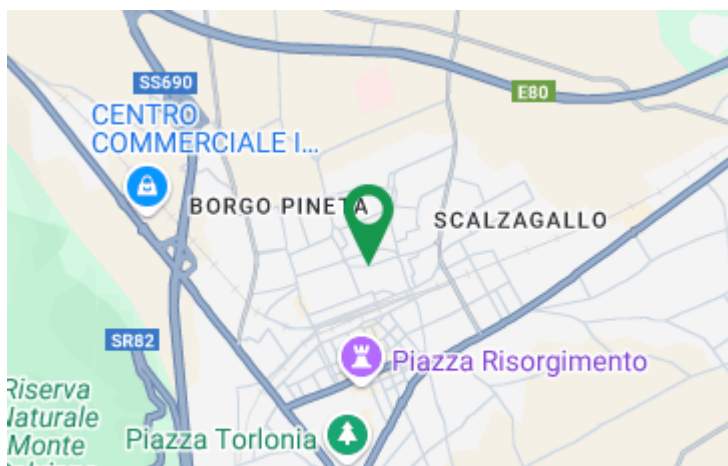 SS690
E80
CENTRO
COMMERCIALE I...
BORGO PINETA
SCALZAGALLO
SR82
Piazza Risorgimento
Riserva
Naturale
Monte
Piazza Torlonia